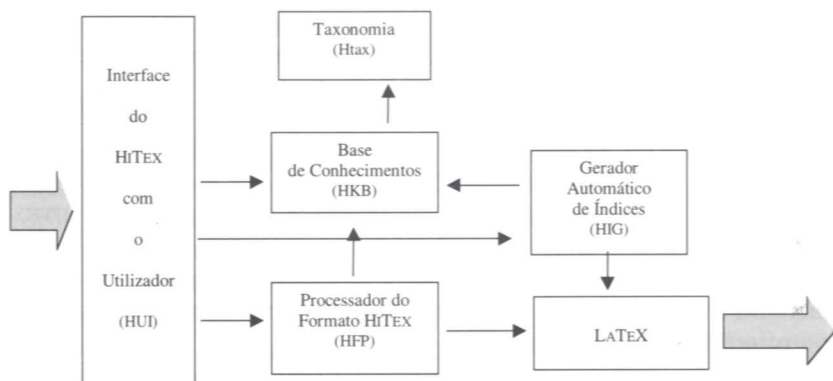 Interface
do
HITEX
com
o
Utilizador
(HUI)
Taxonomia
(Htax)
Base
de Conhecimentos
(HKB)
Gerador
Automático
de Índices
(HIG)
Processador do
Formato HITEX
(HFP)
LATEX